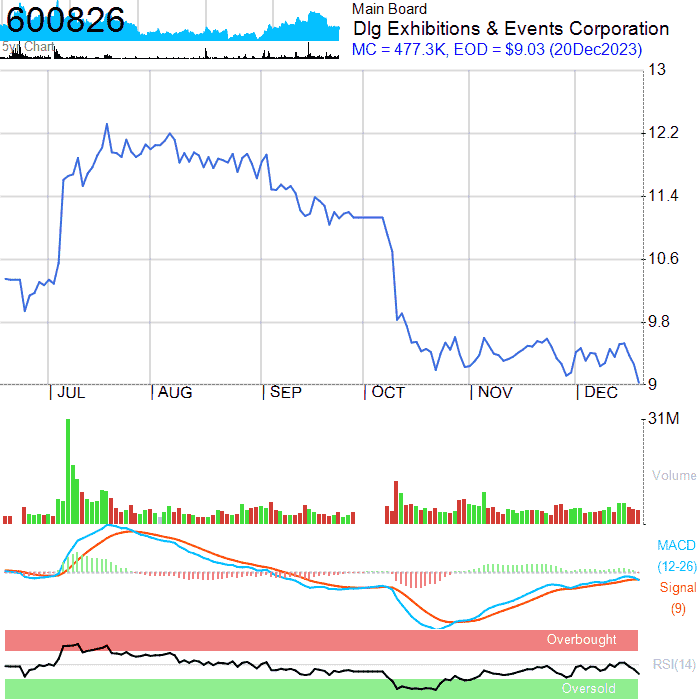 600826
5yr Chart
Main Board
Dlg Exhibitions & Events Corporation
MC = 477.3K, EOD = $9.03 (20Dec2023)
13
12.2
11.4
10.6
9.8
9
JUL AUG SEP OCT NOV DEC
31M
Volume
MACD
(12-26)
Signal
(9)
Overbought
RSI(14)
Oversold